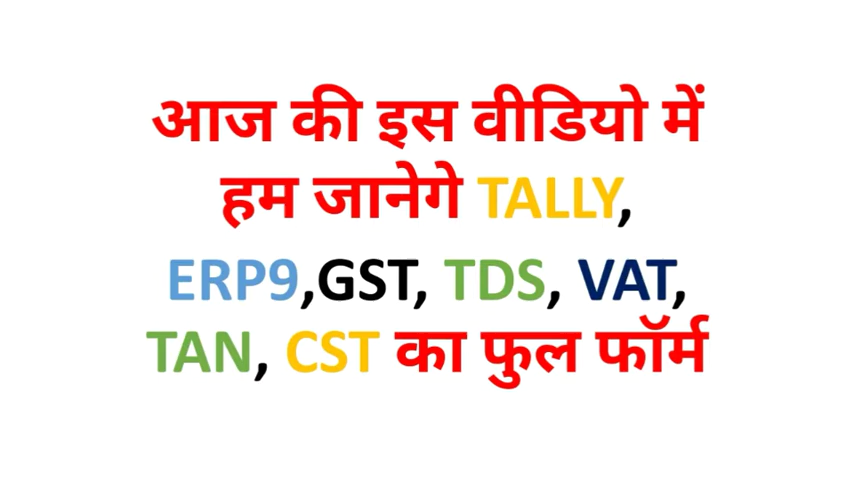 आज की इस वीडियो में
हम जानेगे TALLY,
ERP9,GST, TDS, VAT,
TAN, CST का फुल फॉर्म